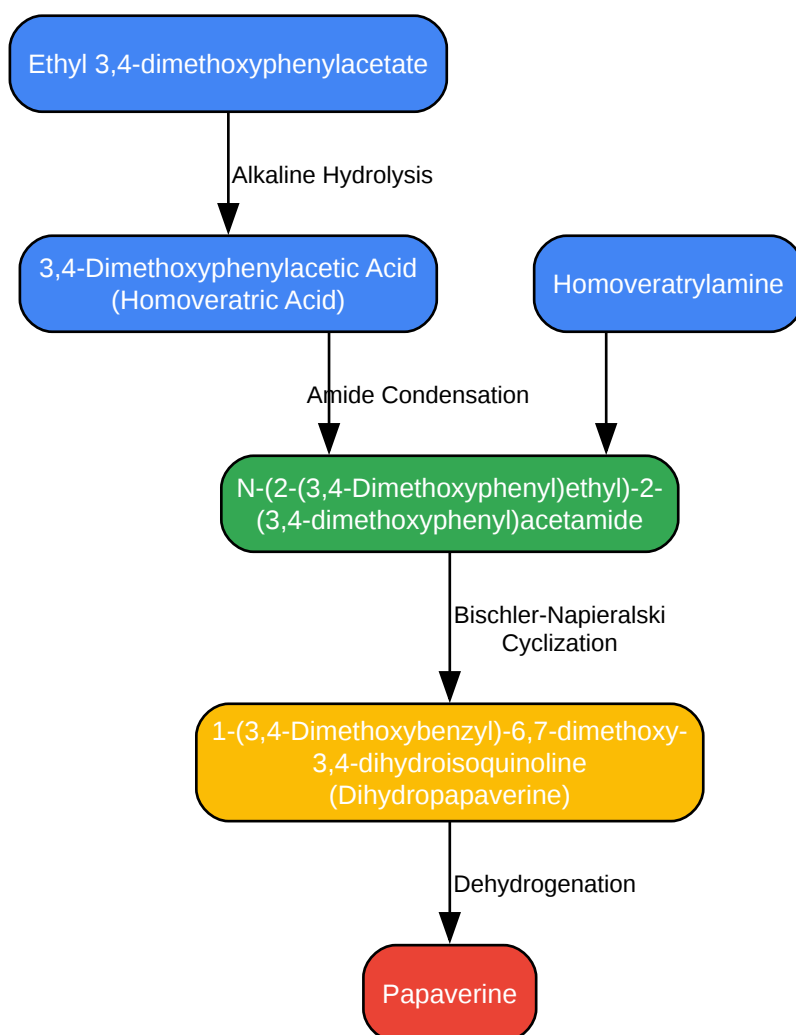 Ethyl 3,4-dimethoxyphenylacetate
Alkaline Hydrolysis
3,4-Dimethoxyphenylacetic Acid
(Homoveratric Acid)
Homoveratrylamine
Amide Condensation
N-(2-(3,4-Dimethoxyphenyl)ethyl)-2-
(3,4-dimethoxyphenyl)acetamide
Bischler-Napieralski
Cyclization
1-(3,4-Dimethoxybenzyl)-6,7-dimethoxy-
3,4-dihydroisoquinoline
(Dihydropapaverine)
Dehydrogenation
Papaverine